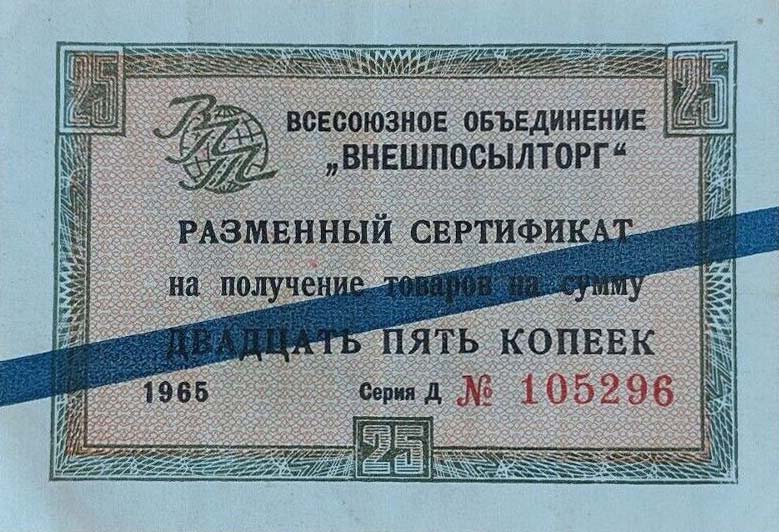 25 25
ВПТ
ВСЕСОЮЗНОЕ ОБЪЕДИНЕНИЕ
„ВНЕШПОСЫЛТОРГ“
РАЗМЕННЫЙ СЕРТИФИКАТ
на получение товаров на сумму
ДВАДЦАТЬ ПЯТЬ КОПЕЕК
1965 Серия Д № 105296
25